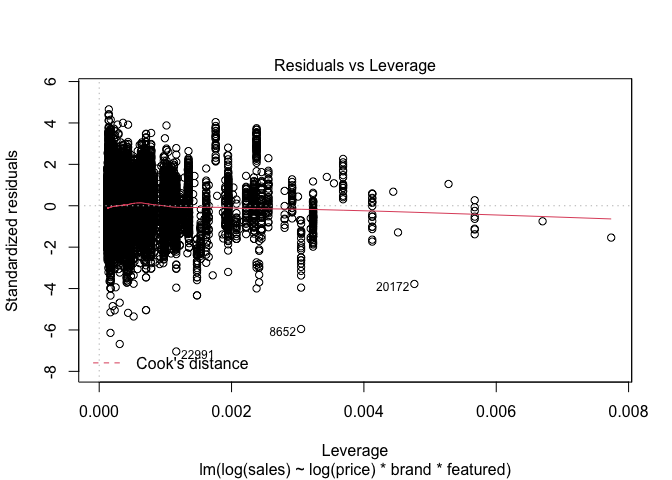 Residuals vs Leverage
Standardized residuals
6
4
2
0
-2
-4
-6
-8
20172
8652
22991
Cook's distance
0.000 0.002 0.004 0.006 0.008
Leverage
lm(log(sales) ~ log(price) * brand * featured)